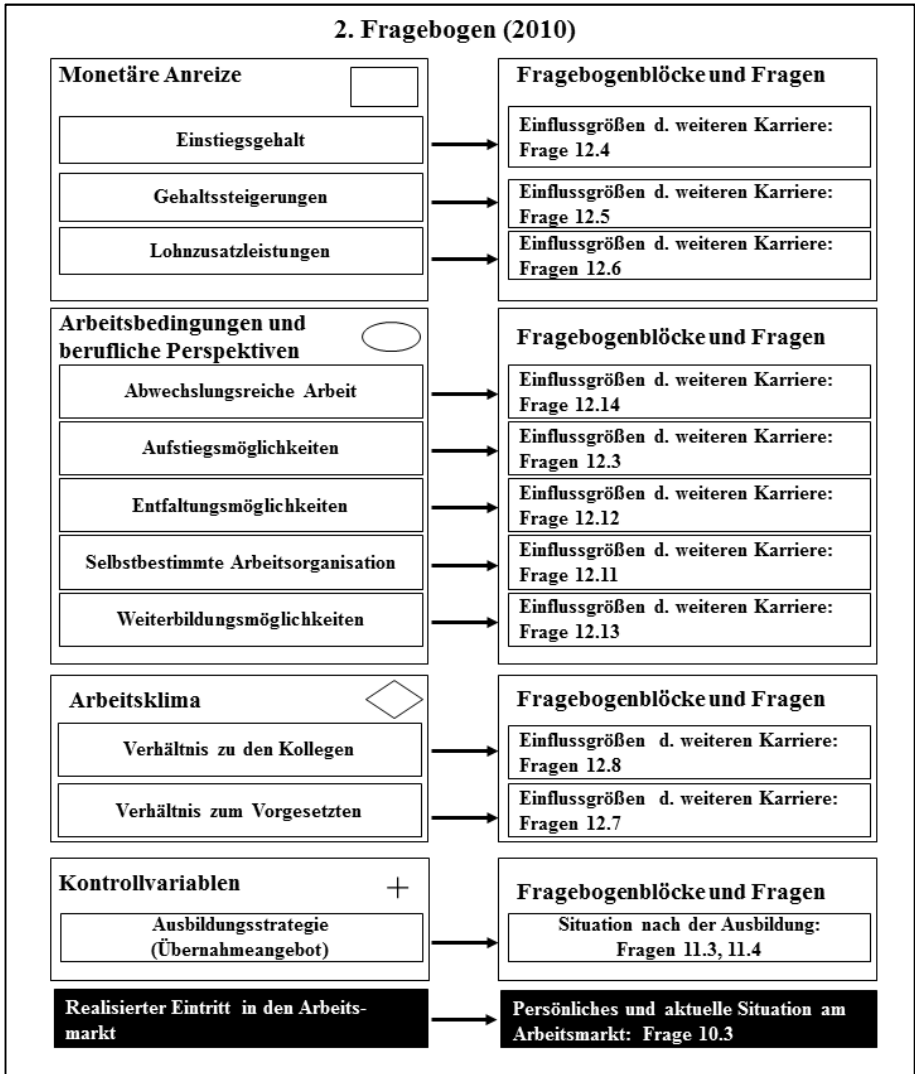 2. Fragebogen (2010)
Monetäre Anreize
Fragebogenblöcke und Fragen
Einstiegsgehalt
Einflussgrößen d. weiteren Karriere:
Frage 12.4
Gehaltssteigerungen
Einflussgrößen d. weiteren Karriere:
Frage 12.5
Lohnzusatzleistungen
Einflussgrößen d. weiteren Karriere:
Fragen 12.6
Arbeitsbedingungen und
berufliche Perspektiven
Fragebogenblöcke und Fragen
Abwechslungsreiche Arbeit
Einflussgrößen d. weiteren Karriere:
Frage 12.14
Aufstiegsmöglichkeiten
Einflussgrößen d. weiteren Karriere:
Fragen 12.3
Entfaltungsmöglichkeiten
Einflussgrößen d. weiteren Karriere:
Frage 12.12
Selbstbestimmte Arbeitsorganisation
Einflussgrößen d. weiteren Karriere:
Frage 12.11
Weiterbildungsmöglichkeiten
Einflussgrößen d. weiteren Karriere:
Frage 12.13
Arbeitsklima
Fragebogenblöcke und Fragen
Verhältnis zu den Kollegen
Einflussgrößen d. weiteren Karriere:
Fragen 12.8
Verhältnis zum Vorgesetzten
Einflussgrößen d. weiteren Karriere:
Fragen 12.7
Kontrollvariablen +
Fragebogenblöcke und Fragen
Ausbildungsstrategie
(Übernahmeangebot)
Situation nach der Ausbildung:
Fragen 11.3, 11.4
Realisierter Eintritt in den Arbeits-
markt
Persönliches und aktuelle Situation am
Arbeitsmarkt: Frage 10.3